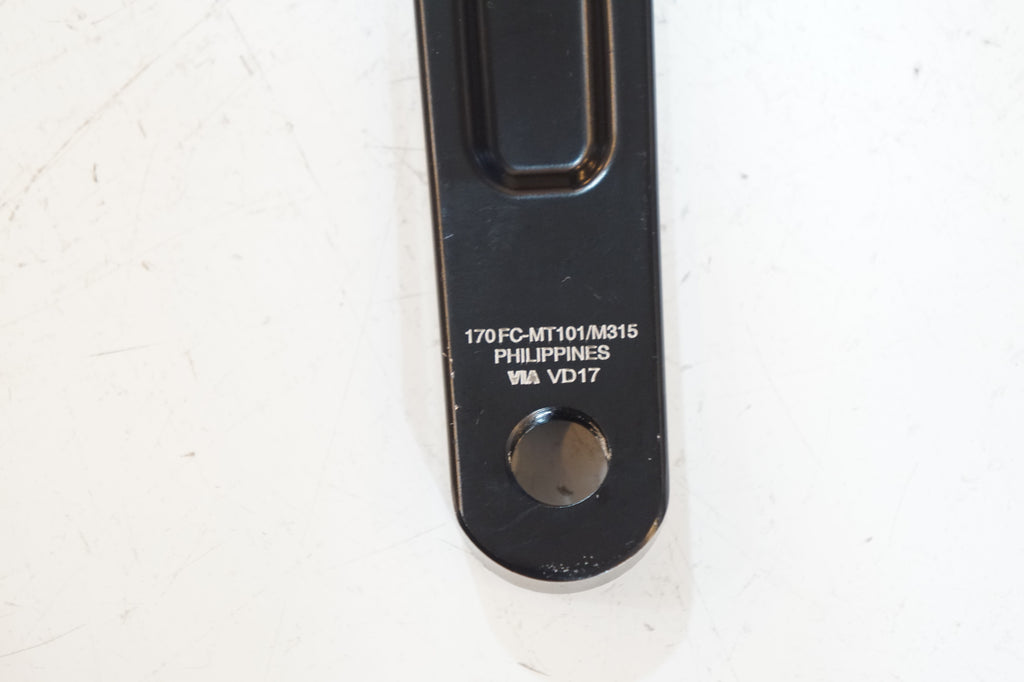 170 FC-MT101/M315
PHILIPPINES
VIA VD17